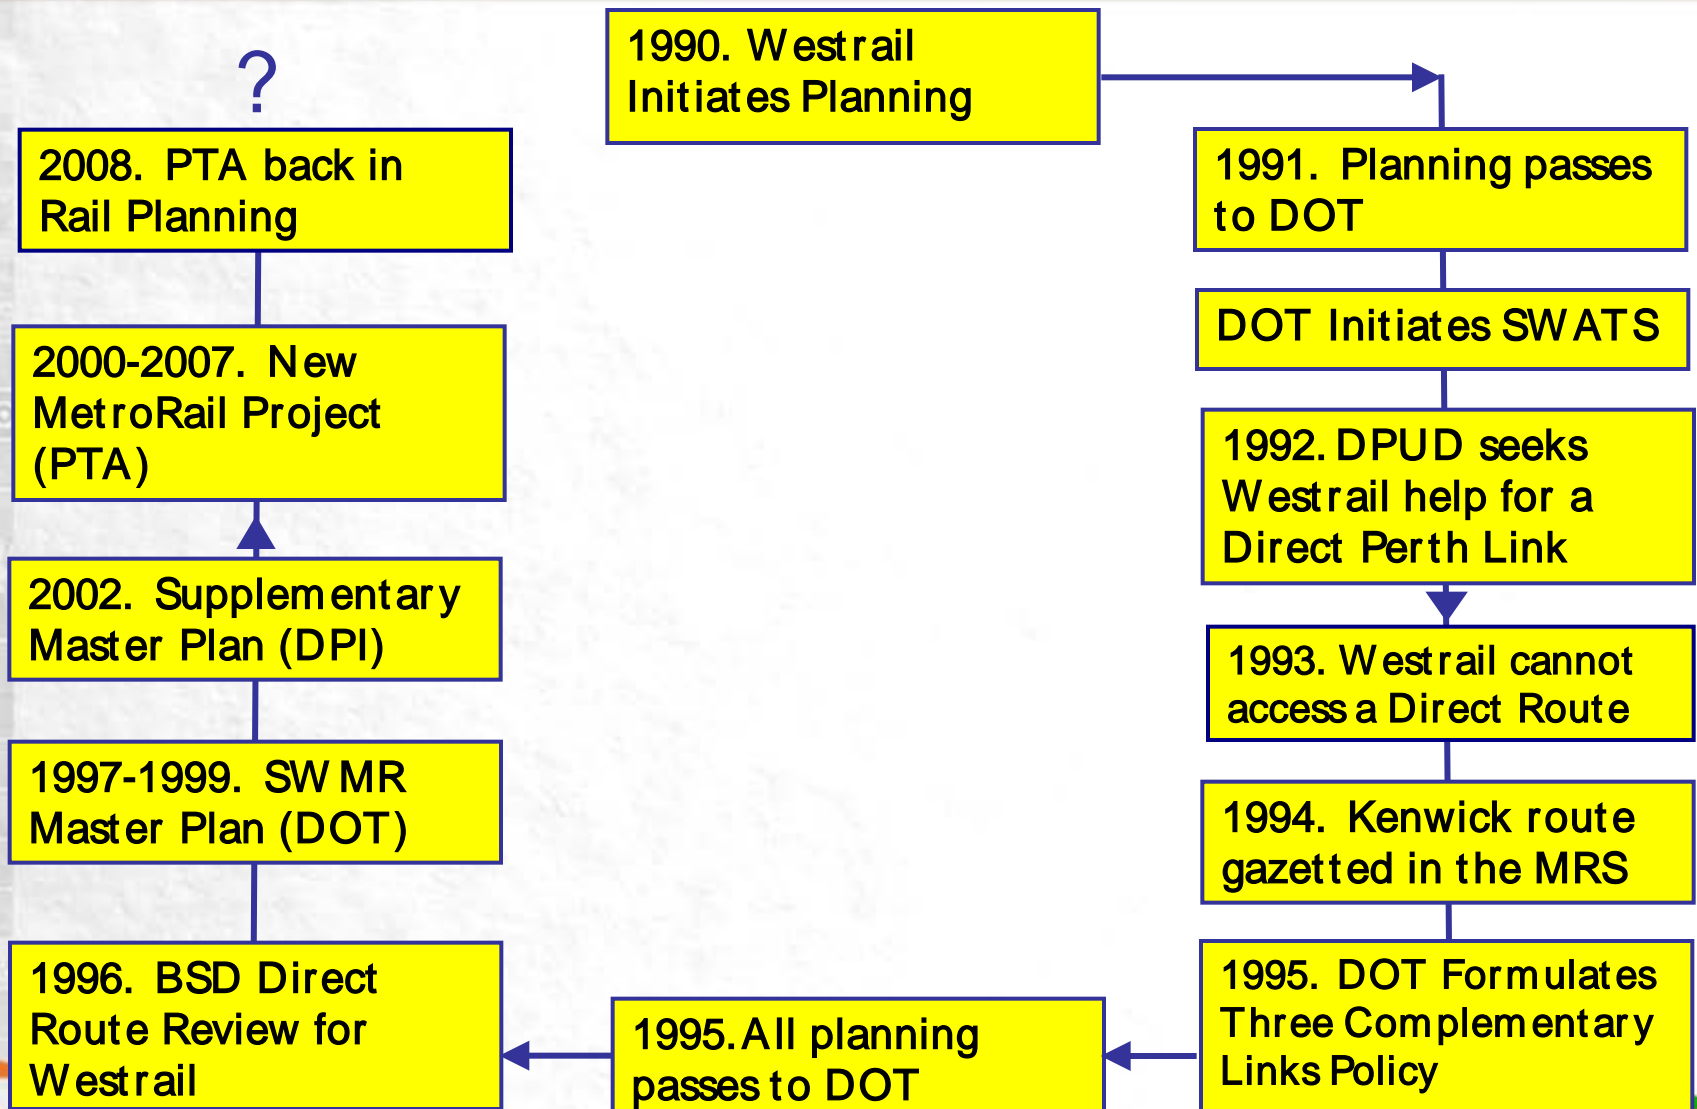 1990. Westrail
Initiates Planning
1991. Planning passes
to DOT
DOT Initiates SWATS
1992. DPUD seeks
Westrail help for a
Direct Perth Link
1993. Westrail cannot
access a Direct Route
1994. Kenwick route
gazetted in the MRS
1995. DOT Formulates
Three Complementary
Links Policy
1995. All planning
passes to DOT
1996. BSD Direct
Route Review for
Westrail
1997-1999. SWMR
Master Plan (DOT)
2002. Supplementary
Master Plan (DPI)
2000-2007. New
MetroRail Project
(PTA)
2008. PTA back in
Rail Planning
?